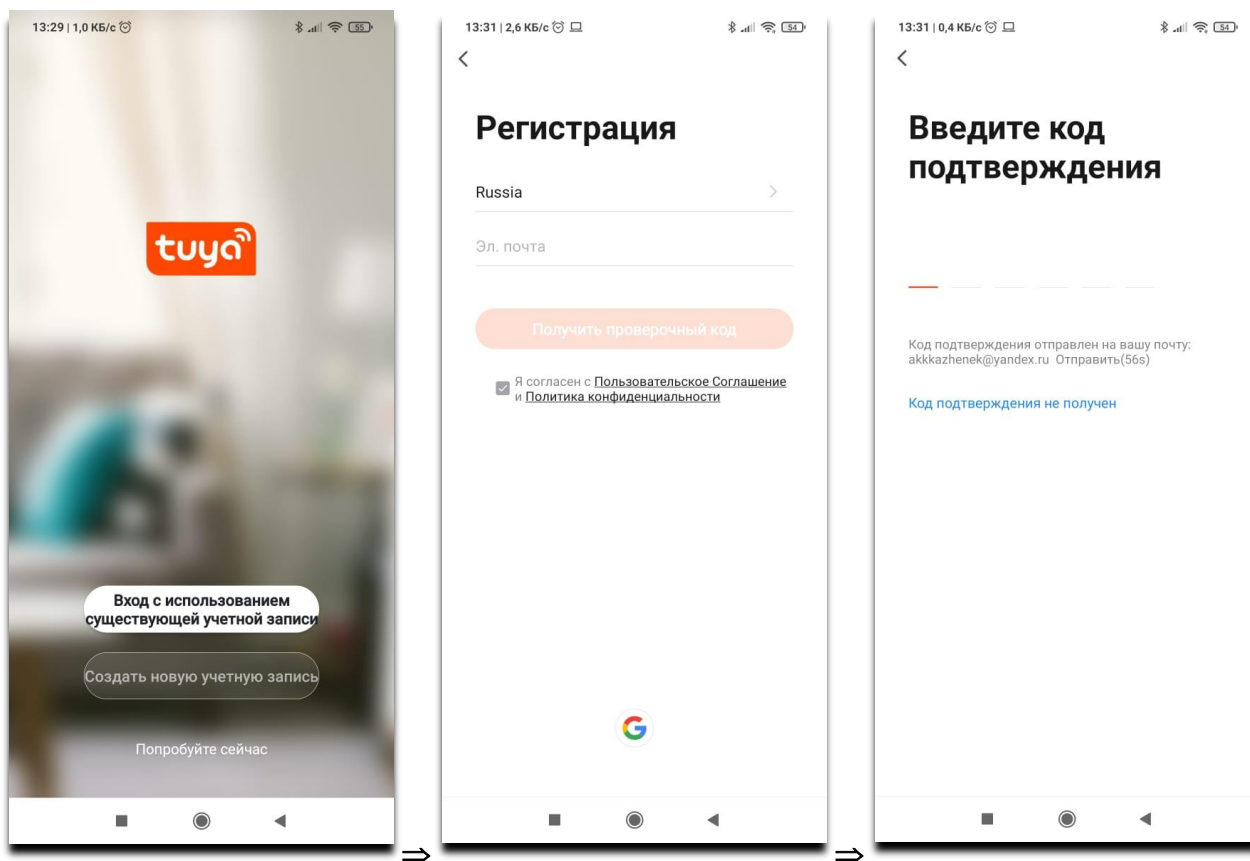 13:29 | 1,0 КБ/с
55
tuya
Вход с использованием
существующей учетной записи
Создать новую учетную запись
Попробуйте сейчас
⇒
13:31 | 2,6 КБ/с
54
Регистрация
Russia
Эл. почта
Получить проверочный код
Я согласен с Пользовательское Соглашение
и Политика конфиденциальности
G
⇒
13:31 | 0,4 КБ/с
54
Введите код
подтверждения
Код подтверждения отправлен на вашу почту:
akkkazhenek@yandex.ru Отправить(56s)
Код подтверждения не получен